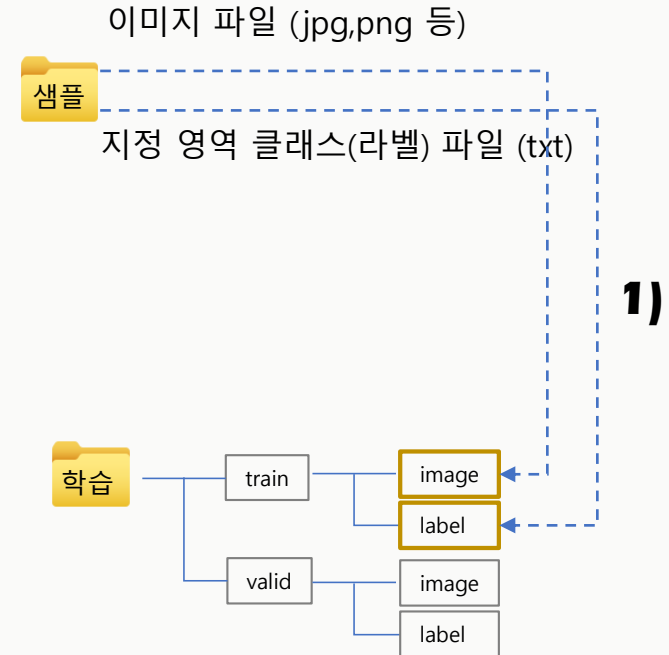 이미지 파일 (jpg,png 등)
샘플
지정 영역 클래스(라벨) 파일 (txt)
1)
학습
train
image
label
valid
image
label